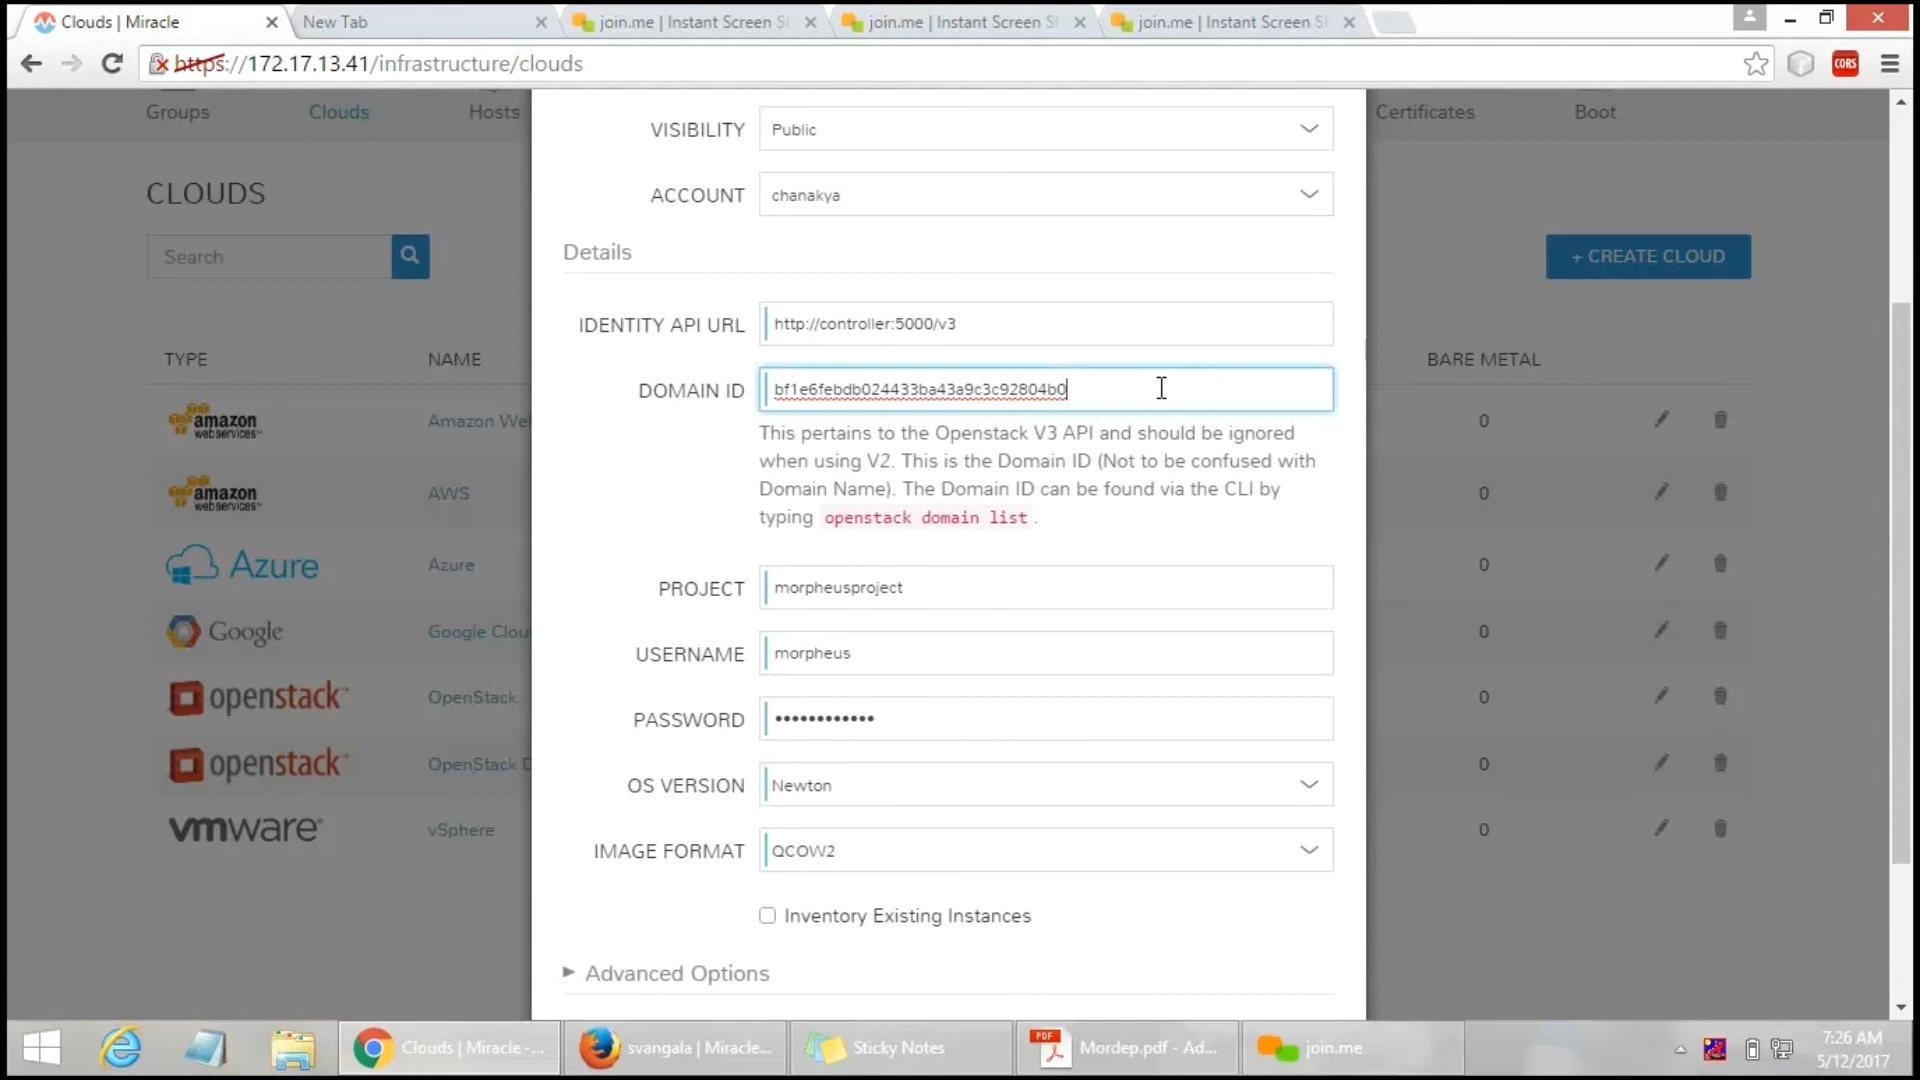 Clouds | Miracle
New Tab
join.me | Instant Screen S
join.me | Instant Screen S
join.me | Instant Screen S
https://172.17.13.41/infrastructure/clouds
CORS
Groups
Clouds
Hosts
Certificates
Boot
VISIBILITY
Public
ACCOUNT
chanakya
CLOUDS
Search
+ CREATE CLOUD
Details
IDENTITY API URL
http://controller:5000/v3
TYPE
NAME
BARE METAL
DOMAIN ID
bf1e6febdb024433ba43a9c3c92804b0
This pertains to the Openstack V3 API and should be ignored
when using V2. This is the Domain ID (Not to be confused with
Domain Name). The Domain ID can be found via the CLI by
typing openstack domain list .
amazon
webservices™
Amazon We
0
amazon
webservices™
AWS
0
Azure
Azure
0
PROJECT
morpheusproject
Google
Google Clou
0
USERNAME
morpheus
openstack™
OpenStack
0
PASSWORD
••••••••••••
openstack™
OpenStack D
0
OS VERSION
Newton
vmware®
vSphere
0
IMAGE FORMAT
QCOW2
Inventory Existing Instances
Advanced Options
Clouds | Miracle -...
svangala | Miracle...
Sticky Notes
PDF
Mordep.pdf - Ad...
join.me
7:26 AM
5/12/2017